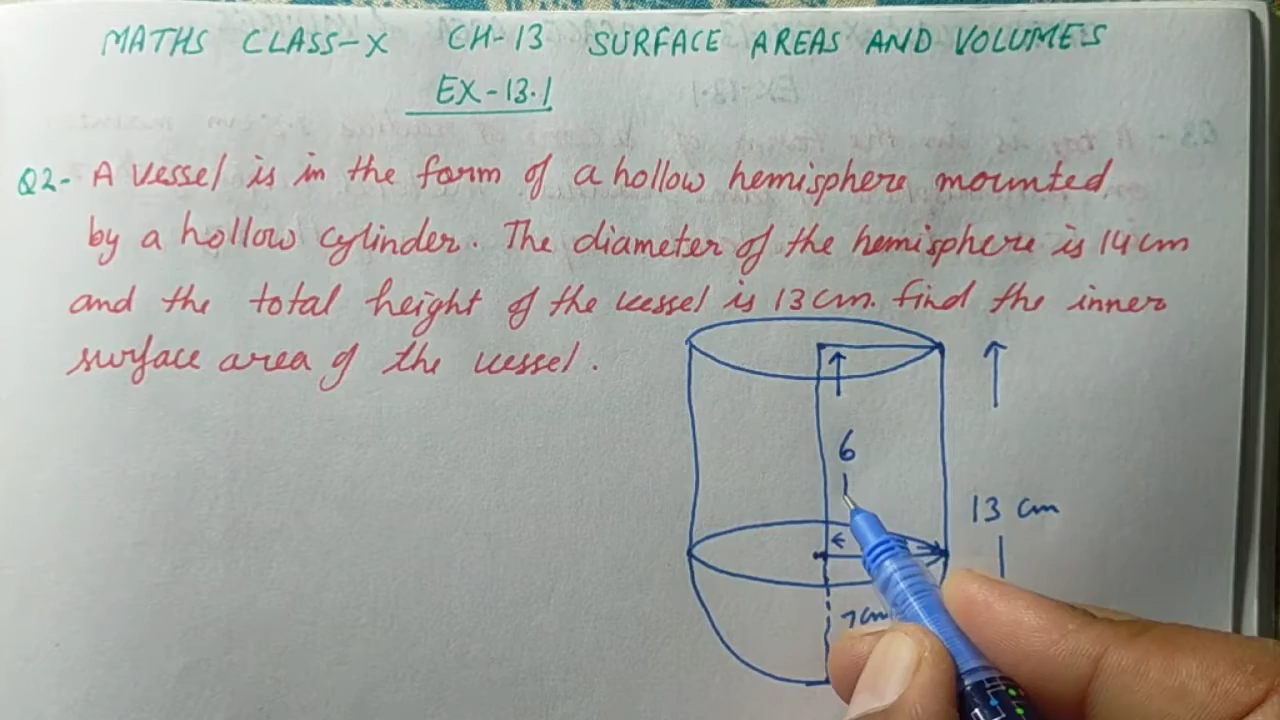 MATHS CLASS-X CH-13 SURFACE AREAS AND VOLUMES
EX-13.1
Q2- A vessel is in the form of a hollow hemisphere mounted
by a hollow cylinder. The diameter of the hemisphere is 14 cm
and the total height of the vessel is 13 cm. find the inner
surface area of the vessel.
6
13 cm
7cm